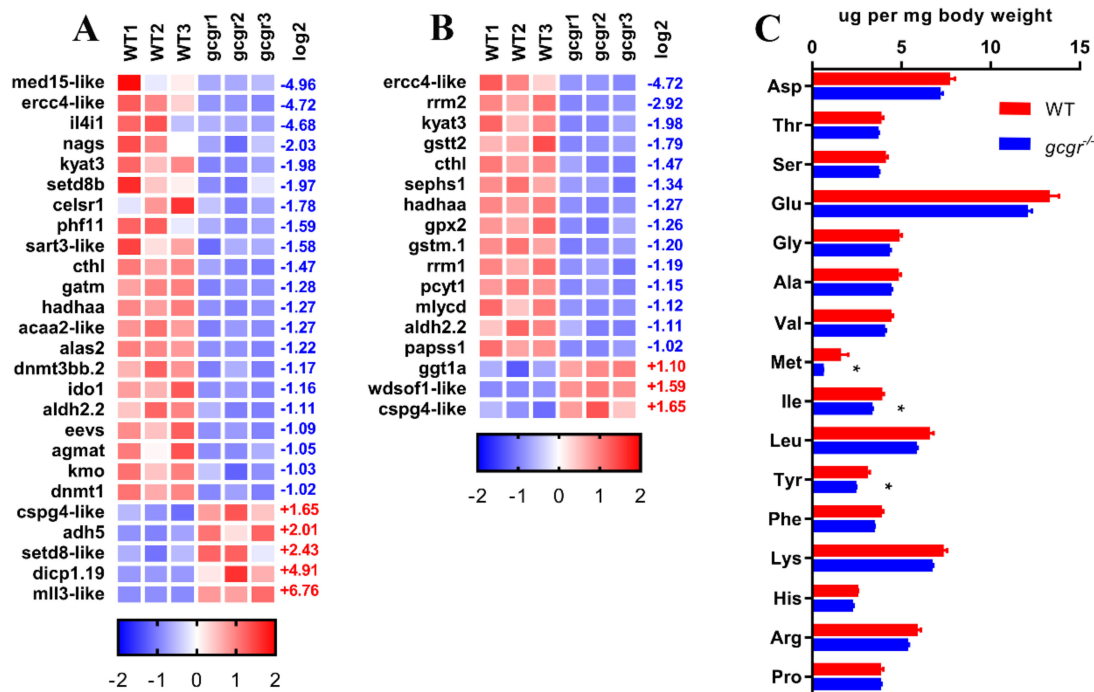 A
WT1 WT2 WT3 gcgr1 gcgr2 gcgr3 log2
med15-like -4.96
ercc4-like -4.72
il4i1 -4.68
nags -2.03
kyat3 -1.98
setd8b -1.97
celsr1 -1.78
phf11 -1.59
sart3-like -1.58
cthl -1.47
gatm -1.28
hadhaa -1.27
acaa2-like -1.27
alas2 -1.22
dnmt3bb.2 -1.17
ido1 -1.16
aldh2.2 -1.11
eevs -1.09
agmat -1.05
kmo -1.03
dnmt1 -1.02
cspg4-like +1.65
adh5 +2.01
setd8-like +2.43
dicp1.19 +4.91
mll3-like +6.76
-2 -1 0 1 2
B
WT1 WT2 WT3 gcgr1 gcgr2 gcgr3 log2
ercc4-like -4.72
rrm2 -2.92
kyat3 -1.98
gstt2 -1.79
cthl -1.47
sephs1 -1.34
hadhaa -1.27
gpx2 -1.26
gstm.1 -1.20
rrm1 -1.19
pcyt1 -1.15
mlycd -1.12
aldh2.2 -1.11
papss1 -1.02
ggt1a +1.10
wdsof1-like +1.59
cspg4-like +1.65
-2 -1 0 1 2
C
ug per mg body weight
0 5 10 15
WT
gcgr-/-
Asp
Thr
Ser
Glu
Gly
Ala
Val
Met *
Ile *
Leu
Tyr *
Phe
Lys
His
Arg
Pro